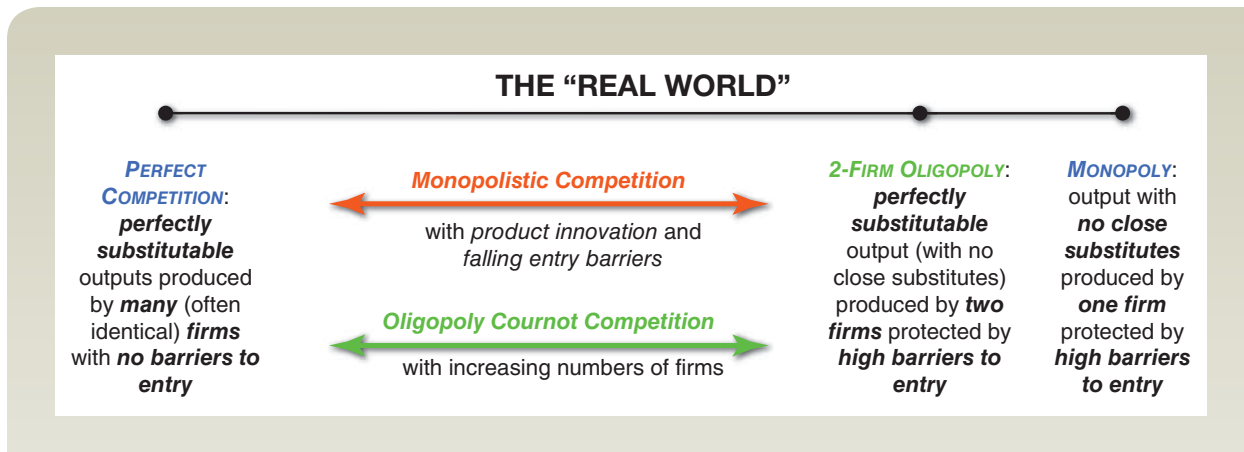 THE “REAL WORLD”
PERFECT
COMPETITION:
perfectly
substitutable
outputs produced
by many (often
identical) firms
with no barriers to
entry
Monopolistic Competition
with product innovation and
falling entry barriers
Oligopoly Cournot Competition
with increasing numbers of firms
2-FIRM OLIGOPOLY:
perfectly
substitutable
output (with no
close substitutes)
produced by two
firms protected by
high barriers to
entry
MONOPOLY:
output with
no close
substitutes
produced by
one firm
protected by
high barriers
to entry